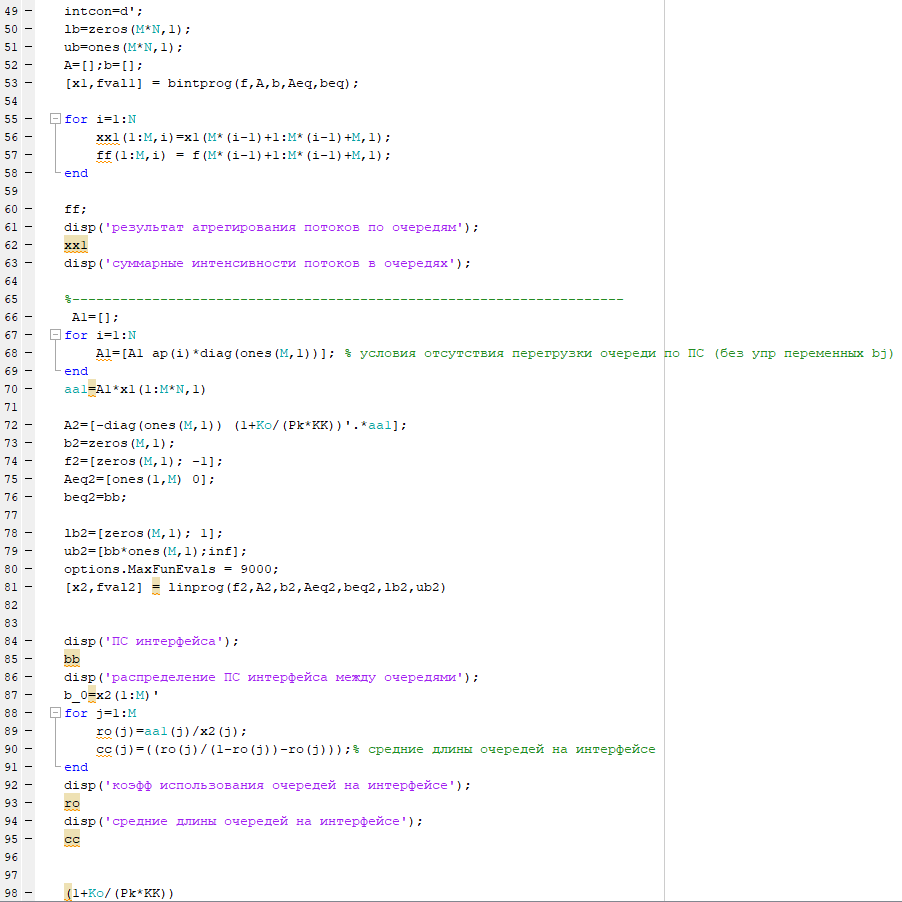 49 – intcon=d';
50 – lb=zeros(M*N,1);
51 – ub=ones(M*N,1);
52 – A=[];b=[];
53 – [x1,fval1] = bintprog(f,A,b,Aeq,beq);
54
55 – for i=1:N
56 – xx1(1:M,i)=x1(M*(i-1)+1:M*(i-1)+M,1);
57 – ff(1:M,i) = f(M*(i-1)+1:M*(i-1)+M,1);
58 – end
59
60 – ff;
61 – disp('результат агрегирования потоков по очередям');
62 – xx1
63 – disp('суммарные интенсивности потоков в очередях');
64
65 %---------------------------------------------------------------------
66 – A1=[];
67 – for i=1:N
68 – A1=[A1 ap(i)*diag(ones(M,1))]; % условия отсутствия перегрузки очереди по ПС (без упр переменных bj)
69 – end
70 – aa1=A1*x1(1:M*N,1)
71
72 – A2=[-diag(ones(M,1)) (1+Ko/(Pk*KK))'.*aa1];
73 – b2=zeros(M,1);
74 – f2=[zeros(M,1); -1];
75 – Aeq2=[ones(1,M) 0];
76 – beq2=bb;
77
78 – lb2=[zeros(M,1); 1];
79 – ub2=[bb*ones(M,1);inf];
80 – options.MaxFunEvals = 9000;
81 – [x2,fval2] = linprog(f2,A2,b2,Aeq2,beq2,lb2,ub2)
82
83
84 – disp('ПС интерфейса');
85 – bb
86 – disp('распределение ПС интерфейса между очередями');
87 – b_0=x2(1:M)'
88 – for j=1:M
89 – ro(j)=aa1(j)/x2(j);
90 – cc(j)=((ro(j)/(1-ro(j))-ro(j)));% средние длины очередей на интерфейсе
91 – end
92 – disp('коэфф использования очередей на интерфейсе');
93 – ro
94 – disp('средние длины очередей на интерфейсе');
95 – cc
96
97
98 – (1+Ko/(Pk*KK))